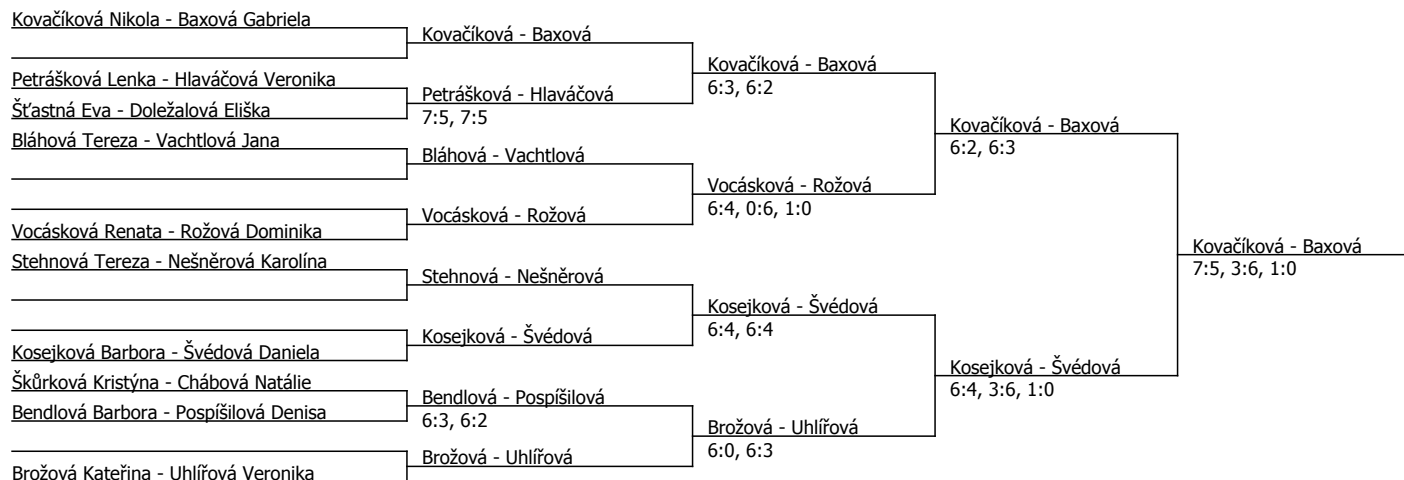 Kovačíková Nikola - Baxová Gabriela
Petrášková Lenka - Hlaváčová Veronika
Šťastná Eva - Doležalová Eliška
Bláhová Tereza - Vachtlová Jana
Vocásková Renata - Rožová Dominika
Stehnová Tereza - Nešněrová Karolína
Kosejková Barbora - Švédová Daniela
Škůrková Kristýna - Chábová Natálie
Bendlová Barbora - Pospíšilová Denisa
Brožová Kateřina - Uhlířová Veronika
Kovačíková - Baxová
Petrášková - Hlaváčová
7:5, 7:5
Bláhová - Vachtlová
Vocásková - Rožová
Stehnová - Nešněrová
Kosejková - Švédová
Bendlová - Pospíšilová
6:3, 6:2
Brožová - Uhlířová
Kovačíková - Baxová
6:3, 6:2
Vocásková - Rožová
6:4, 0:6, 1:0
Kosejková - Švédová
6:4, 6:4
Brožová - Uhlířová
6:0, 6:3
Kovačíková - Baxová
6:2, 6:3
Kosejková - Švédová
6:4, 3:6, 1:0
Kovačíková - Baxová
7:5, 3:6, 1:0